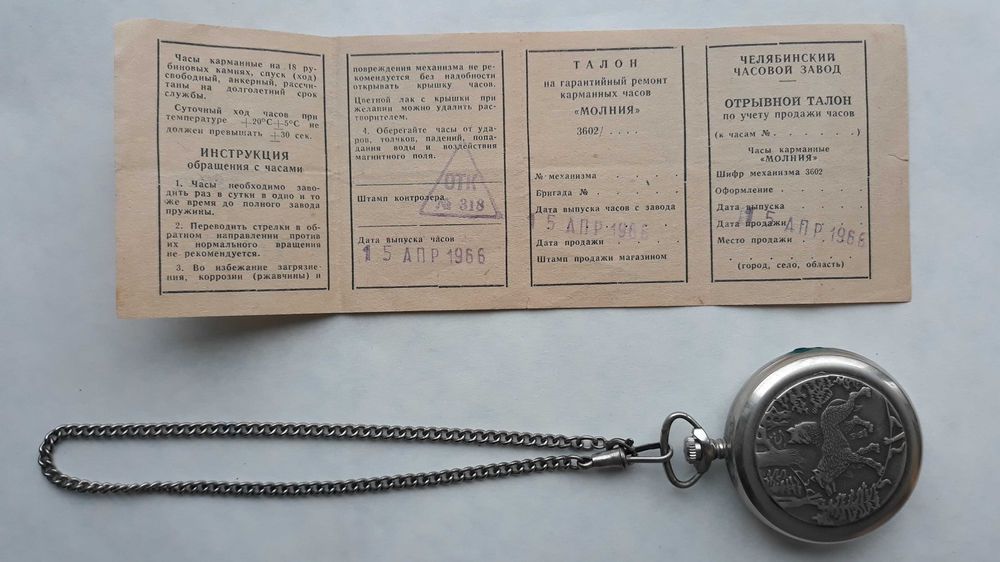 Часы карманные на 18 ру-
биновых камнях, спуск (ход)
свободный, анкерный, рассчи-
таны на долголетний срок
службы.
Суточный ход часов при
температуре +20°С±5°С не
должен превышать ±30 сек.
ИНСТРУКЦИЯ
обращения с часами
1. Часы необходимо заво-
дить раз в сутки в одно и то
же время до полного завода
пружины.
2. Переводить стрелки в об-
ратном направлении против
их нормального вращения
не рекомендуется.
3. Во избежание загрязне-
ния, коррозии (ржавчины) и
повреждения механизма не ре-
комендуется без надобности
открывать крышку часов.
Цветной лак с крышки при
желании можно удалить рас-
творителем.
4. Оберегайте часы от уда-
ров, толчков, падений, попа-
дания воды и воздействия
магнитного поля.
ОТК
№ 318
Штамп контролера
Дата выпуска часов
15 АПР 1966
ТАЛОН
на гарантийный ремонт
карманных часов
«МОЛНИЯ»
3602/ . . . .
№ механизма
Бригада №
Дата выпуска часов с завода
15 АПР 1966
Дата продажи
Штамп продажи магазином
ЧЕЛЯБИНСКИЙ
ЧАСОВОЙ ЗАВОД
ОТРЫВНОЙ ТАЛОН
по учету продажи часов
(к часам № . . . . . . . )
Часы карманные
"МОЛНИЯ"
Шифр механизма 3602
Оформление
Дата выпуска
15 АПР 1966
Дата продажи
Место продажи
(город, село, область)